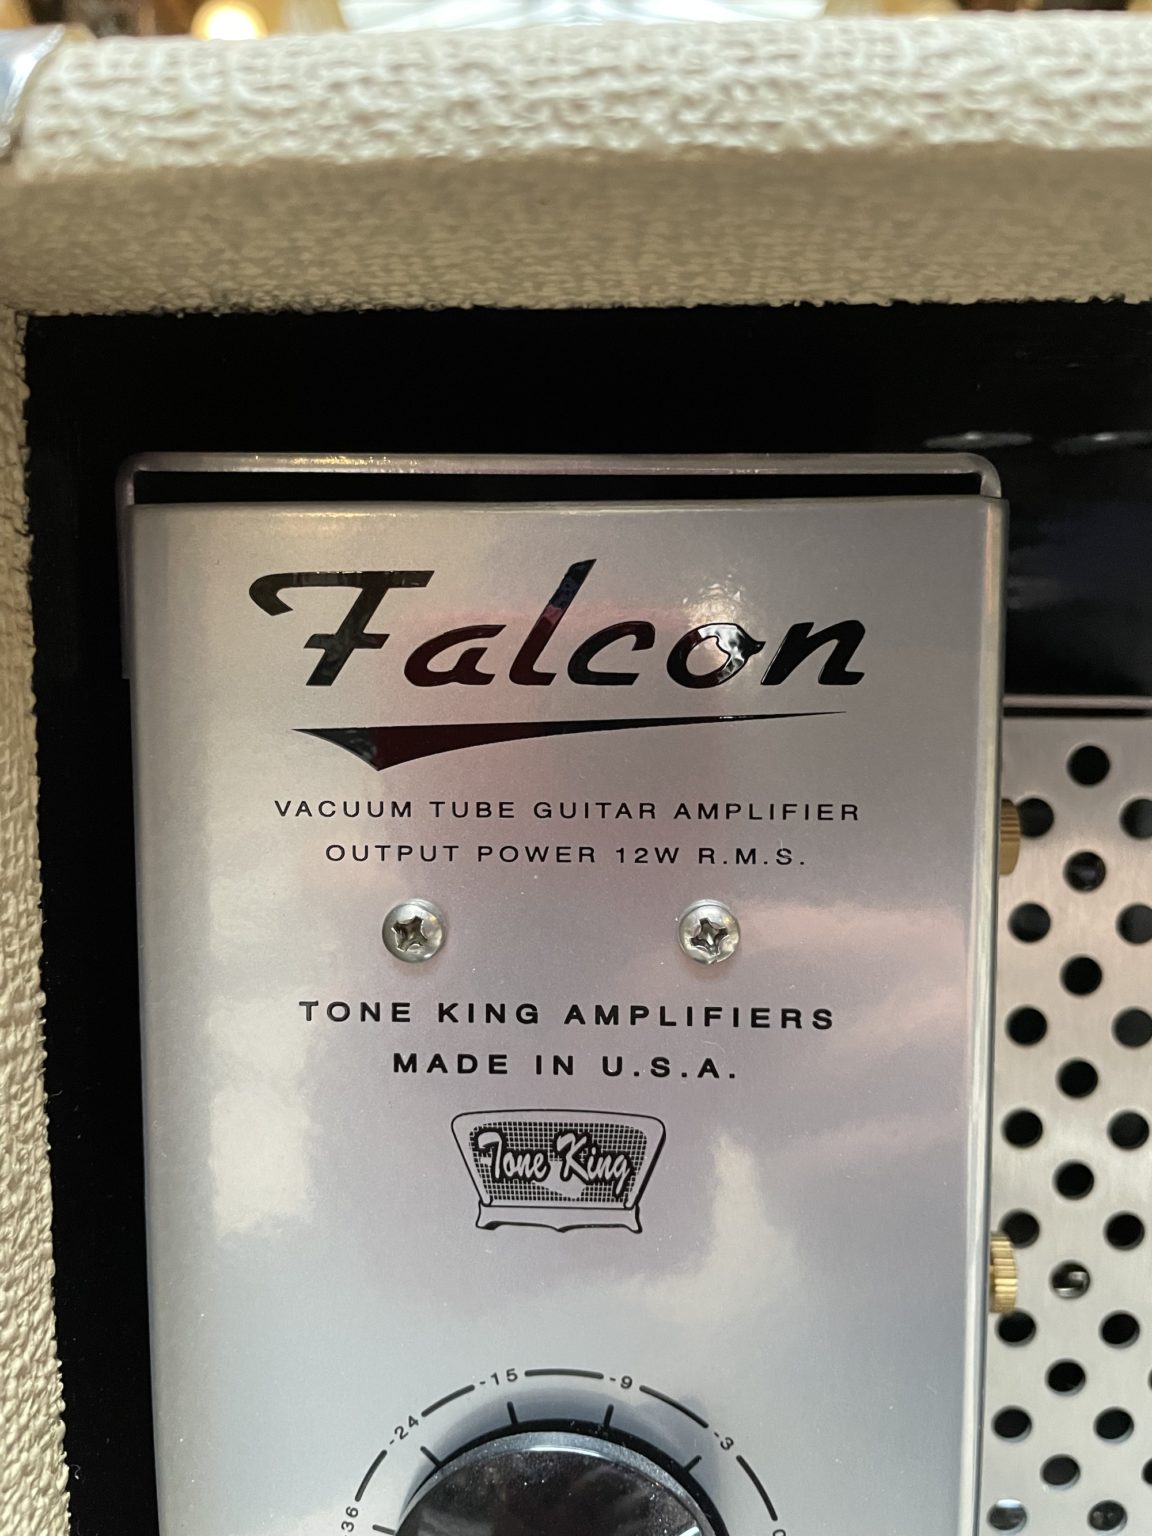 Falcon
VACUUM TUBE GUITAR AMPLIFIER
OUTPUT POWER 12W R.M.S.
TONE KING AMPLIFIERS
MADE IN U.S.A.
Tone King
-15 -9
-24 -3
36 0